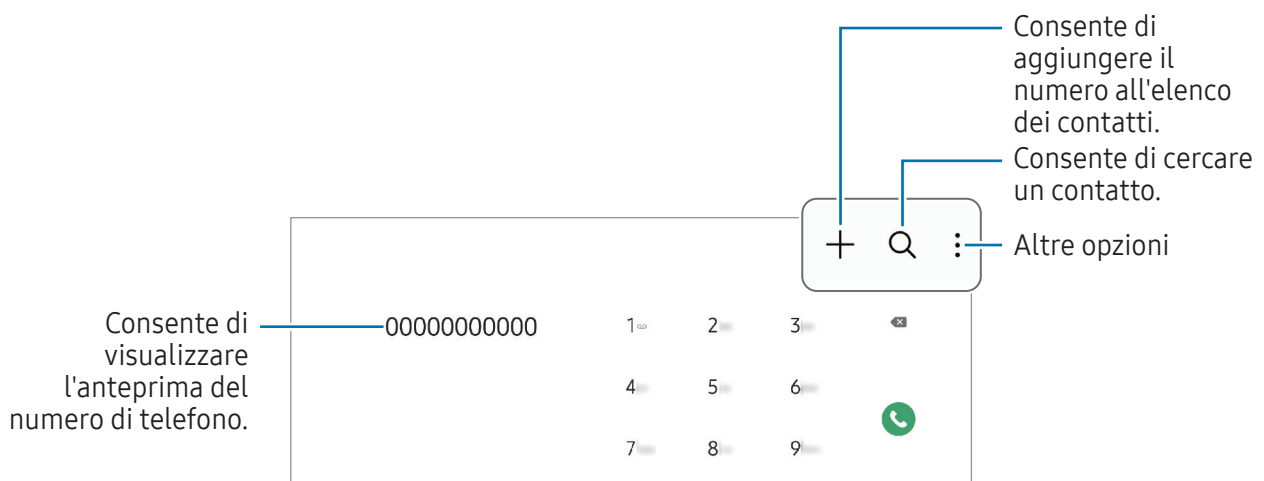 Consente di
aggiungere il
numero all'elenco
dei contatti.
Consente di cercare
un contatto.
Altre opzioni
Consente di
visualizzare
l'anteprima del
numero di telefono.
00000000000
1 2 3
4 5 6
7 8 9